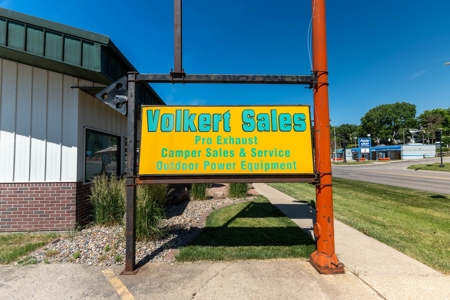 Volkert Sales
Pro Exhaust
Camper Sales & Service
Outdoor Power Equipment